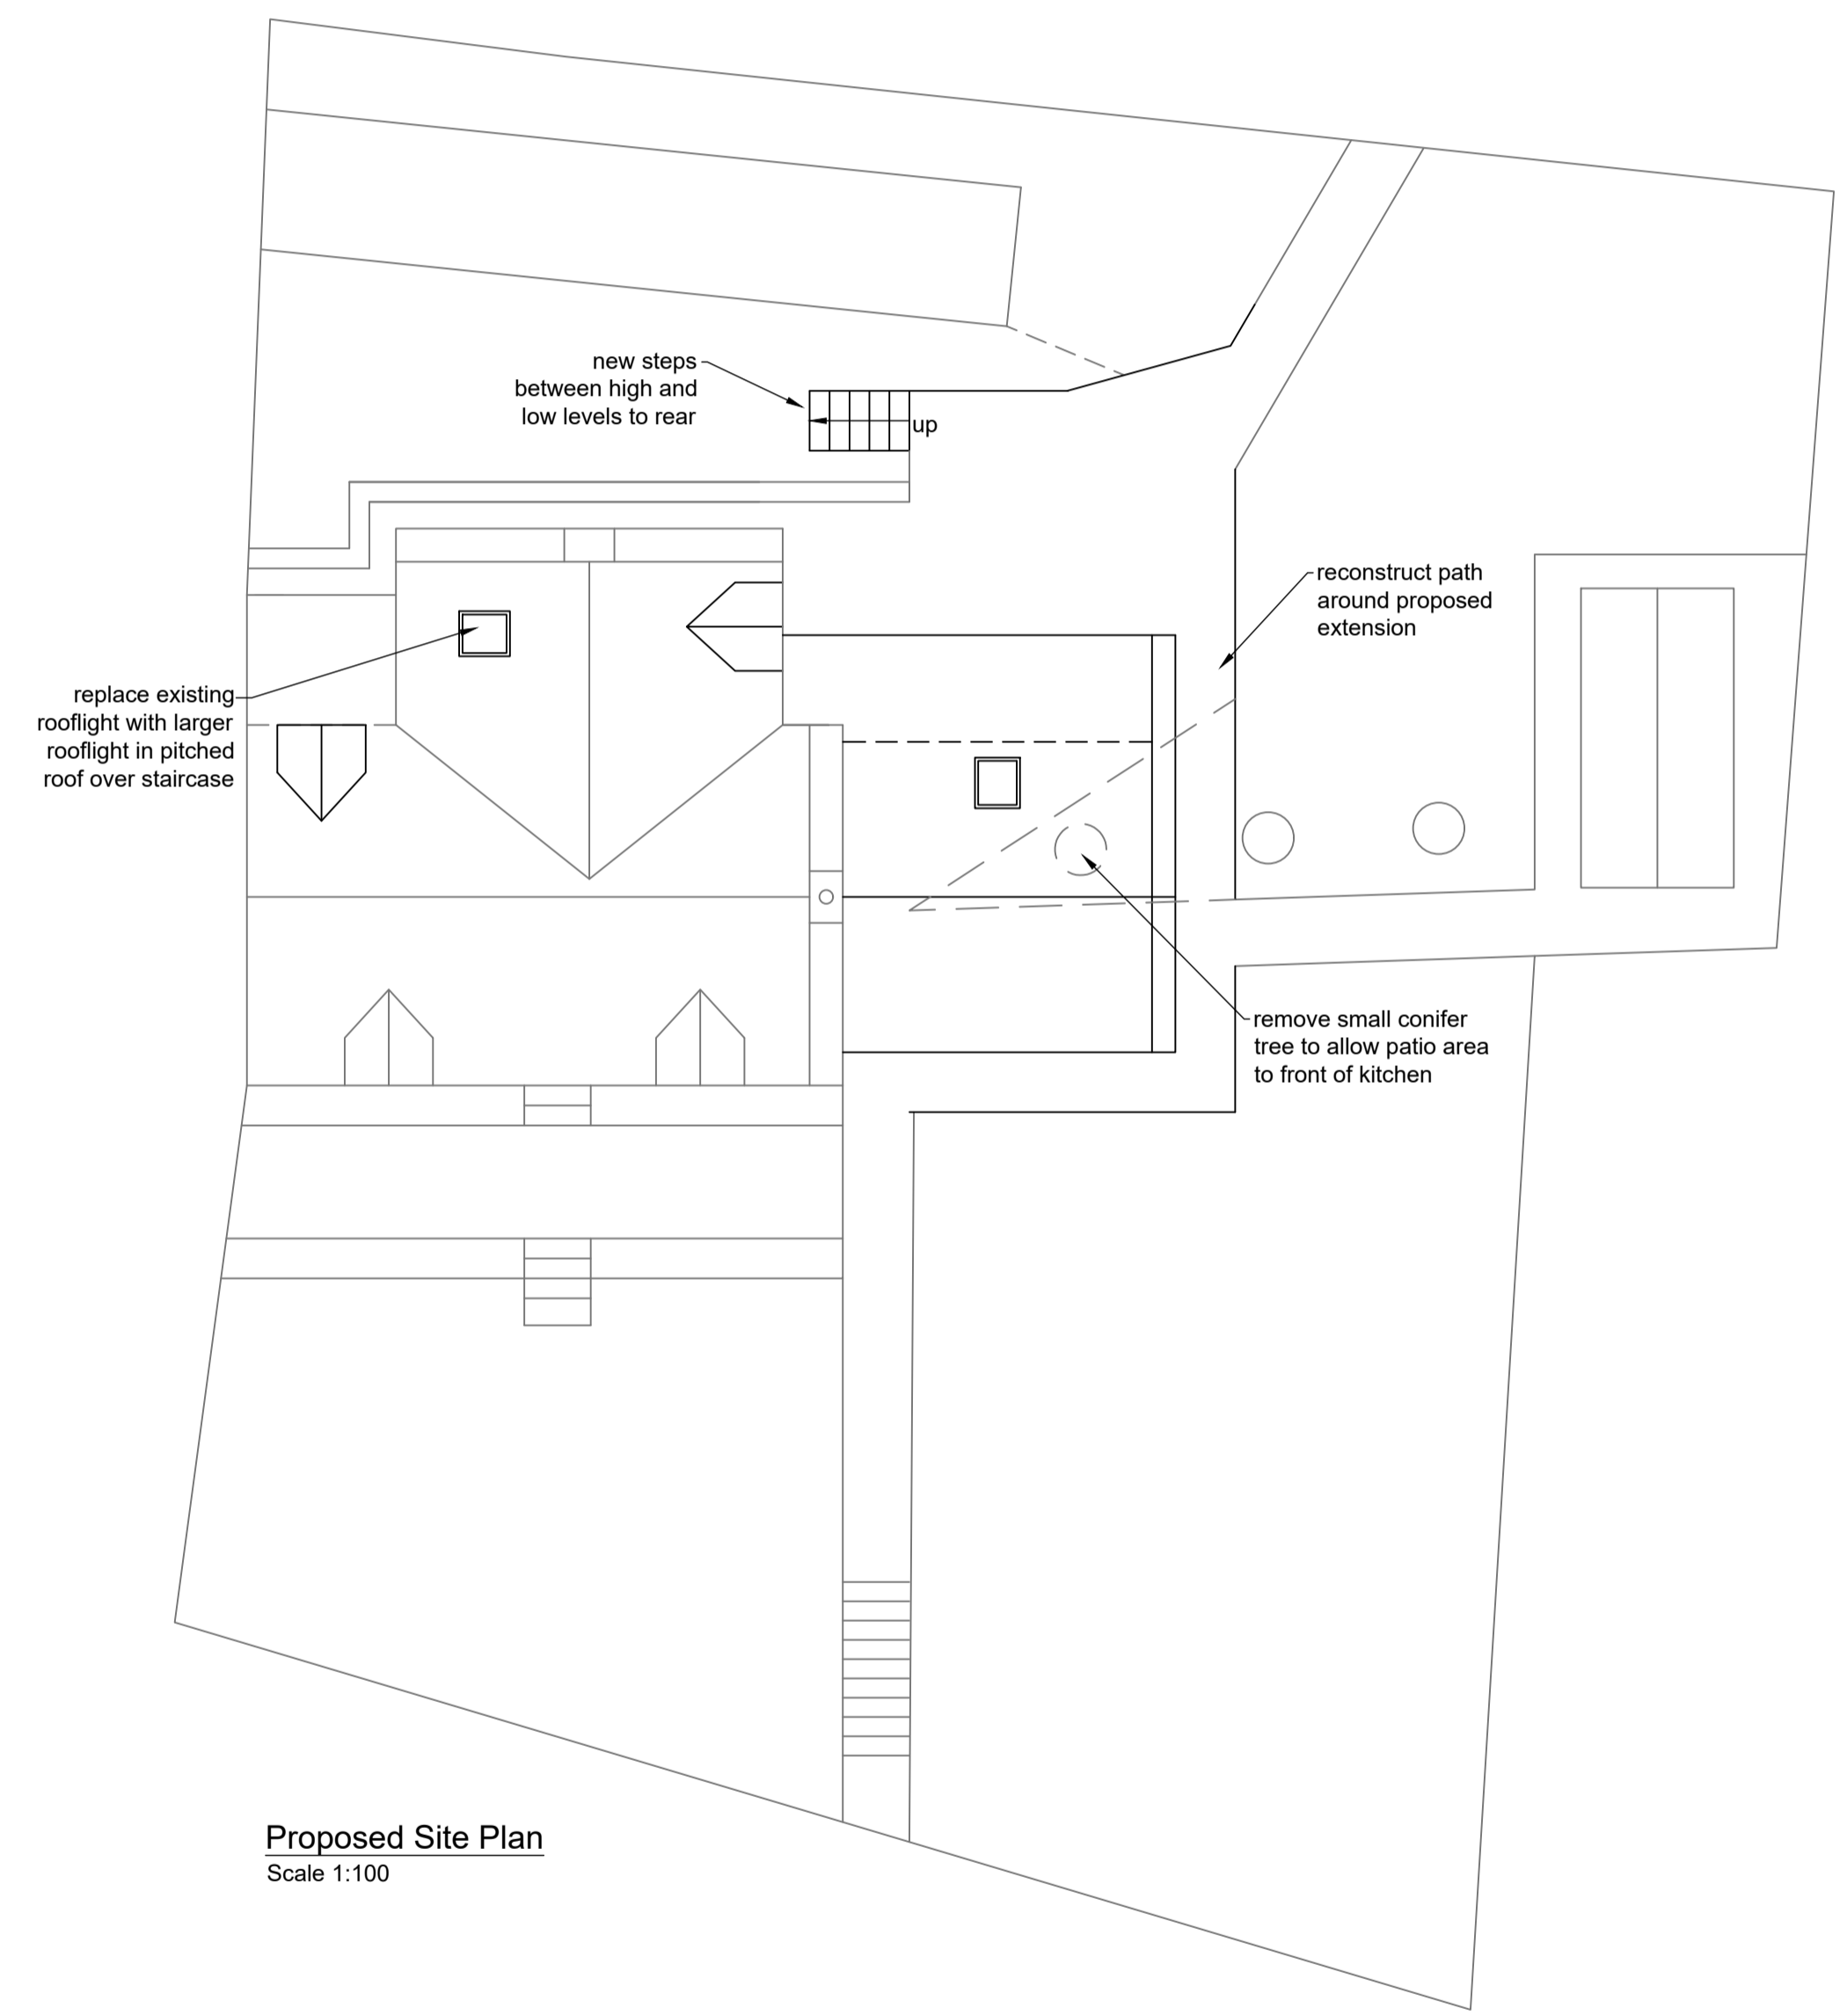 new steps
between high and
low levels to rear
up
reconstruct path
around proposed
extension
replace existing
rooflight with larger
rooflight in pitched
roof over staircase
remove small conifer
tree to allow patio area
to front of kitchen
Proposed Site Plan
Scale 1:100